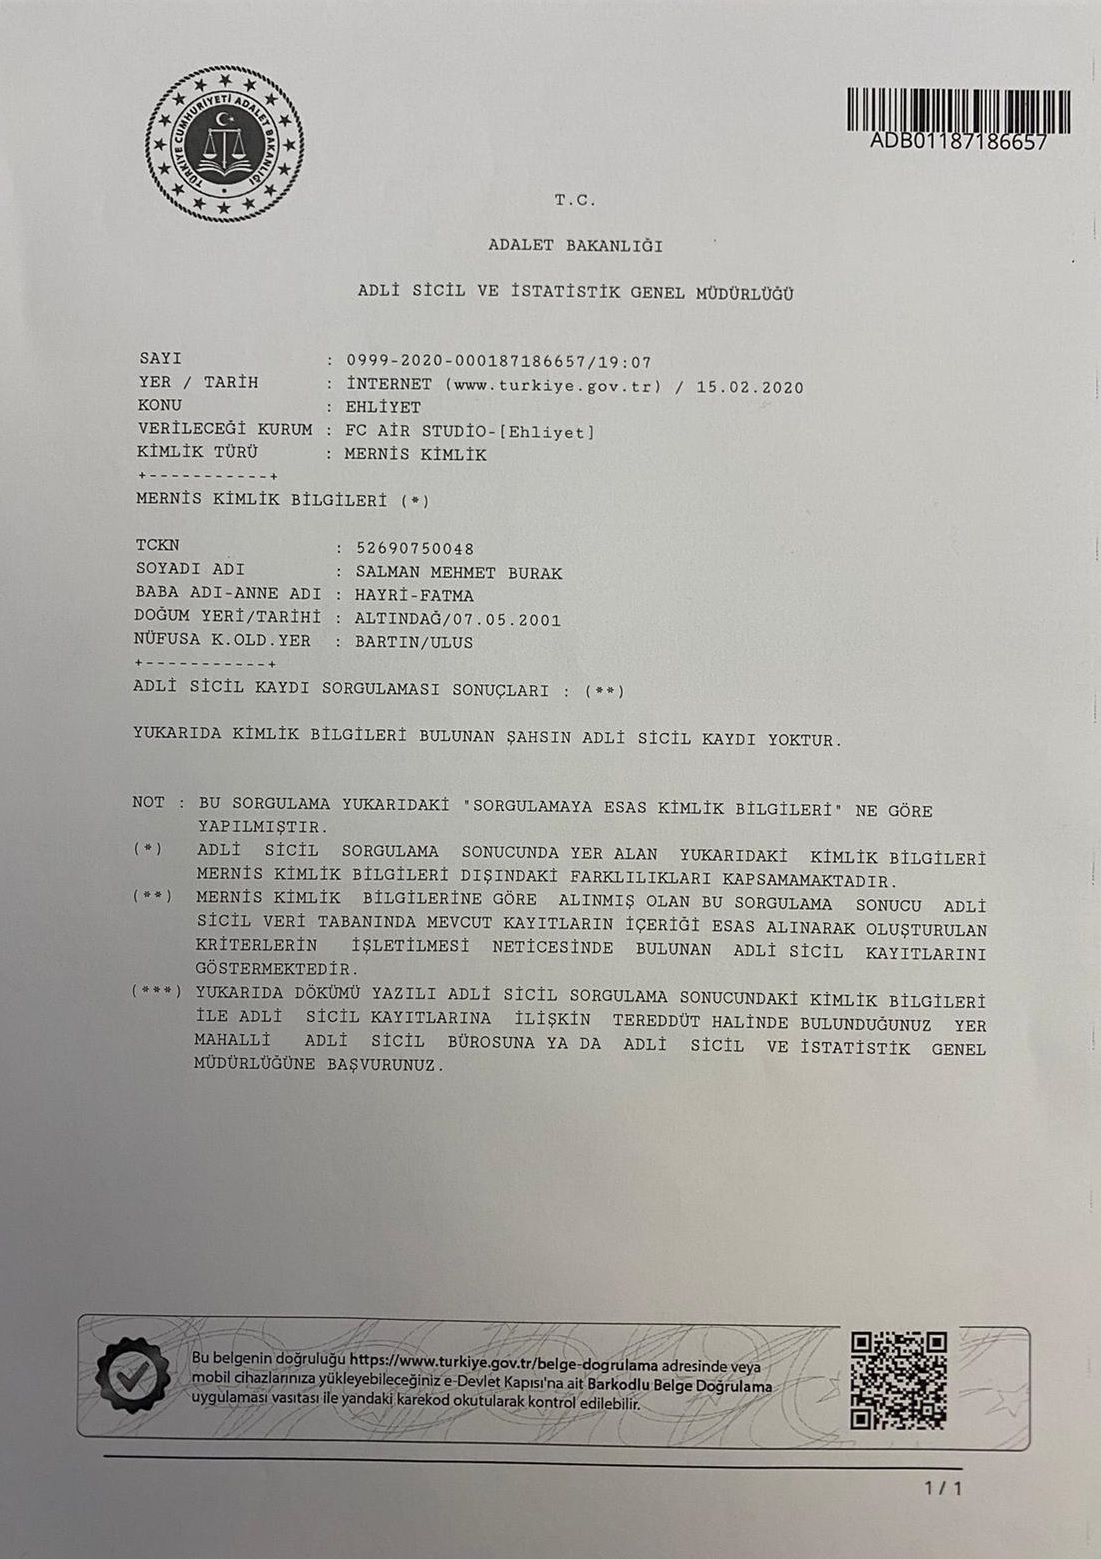 TÜRKİYE CUMHURİYETİ ADALET BAKANLIĞI
ADB01187186657
T.C.
ADALET BAKANLIĞI
ADLİ SİCİL VE İSTATİSTİK GENEL MÜDÜRLÜĞÜ
SAYI : 0999-2020-000187186657/19:07
YER / TARİH : İNTERNET (www.turkiye.gov.tr) / 15.02.2020
KONU : EHLİYET
VERİLECEĞİ KURUM : FC AİR STUDİO-[Ehliyet]
KİMLİK TÜRÜ : MERNİS KİMLİK
+-----------+
MERNİS KİMLİK BİLGİLERİ (*)
TCKN : 52690750048
SOYADI ADI : SALMAN MEHMET BURAK
BABA ADI-ANNE ADI : HAYRİ-FATMA
DOĞUM YERİ/TARİHİ : ALTINDAĞ/07.05.2001
NÜFUSA K.OLD.YER : BARTIN/ULUS
+-----------+
ADLİ SİCİL KAYDI SORGULAMASI SONUÇLARI : (**)
YUKARIDA KİMLİK BİLGİLERİ BULUNAN ŞAHSIN ADLİ SİCİL KAYDI YOKTUR.
NOT : BU SORGULAMA YUKARIDAKİ "SORGULAMAYA ESAS KİMLİK BİLGİLERİ" NE GÖRE
YAPILMIŞTIR.
(*) ADLİ SİCİL SORGULAMA SONUCUNDA YER ALAN YUKARIDAKİ KİMLİK BİLGİLERİ
MERNİS KİMLİK BİLGİLERİ DIŞINDAKİ FARKLILIKLARI KAPSAMAMAKTADIR.
(**) MERNİS KİMLİK BİLGİLERİNE GÖRE ALINMIŞ OLAN BU SORGULAMA SONUCU ADLİ
SİCİL VERİ TABANINDA MEVCUT KAYITLARIN İÇERİĞİ ESAS ALINARAK OLUŞTURULAN
KRİTERLERİN İŞLETİLMESİ NETİCESİNDE BULUNAN ADLİ SİCİL KAYITLARINI
GÖSTERMEKTEDİR.
(***) YUKARIDA DÖKÜMÜ YAZILI ADLİ SİCİL SORGULAMA SONUCUNDAKİ KİMLİK BİLGİLERİ
İLE ADLİ SİCİL KAYITLARINA İLİŞKİN TEREDDÜT HALİNDE BULUNDUĞUNUZ YER
MAHALLİ ADLİ SİCİL BÜROSUNA YA DA ADLİ SİCİL VE İSTATİSTİK GENEL
MÜDÜRLÜĞÜNE BAŞVURUNUZ.
Bu belgenin doğruluğu https://www.turkiye.gov.tr/belge-dogrulama adresinde veya
mobil cihazlarınıza yükleyebileceğiniz e-Devlet Kapısı'na ait Barkodlu Belge Doğrulama
uygulaması vasıtası ile yandaki karekod okutularak kontrol edilebilir.
1 / 1